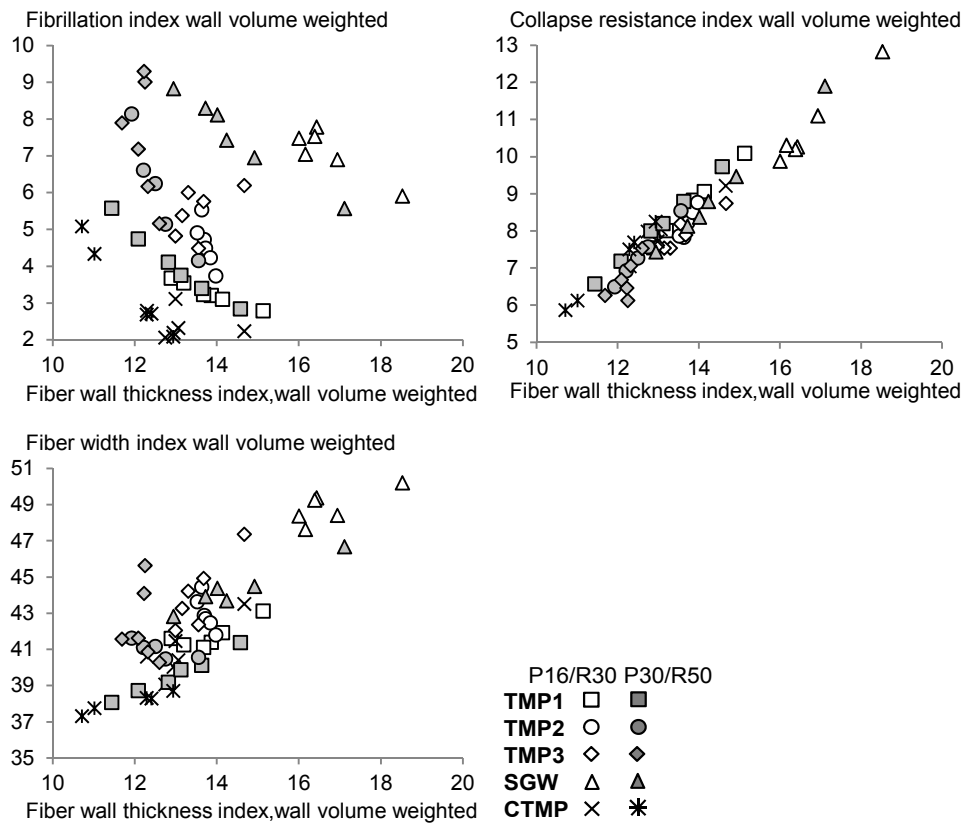 Fibrillation index wall volume weighted
10
9
8
7
6
5
4
3
2
10 12 14 16 18 20
Fiber wall thickness index,wall volume weighted
Collapse resistance index wall volume weighted
13
12
11
10
9
8
7
6
5
10 12 14 16 18 20
Fiber wall thickness index,wall volume weighted
Fiber width index wall volume weighted
51
49
47
45
43
41
39
37
35
10 12 14 16 18 20
Fiber wall thickness index,wall volume weighted
P16/R30 P30/R50
TMP1
TMP2
TMP3
SGW
CTMP